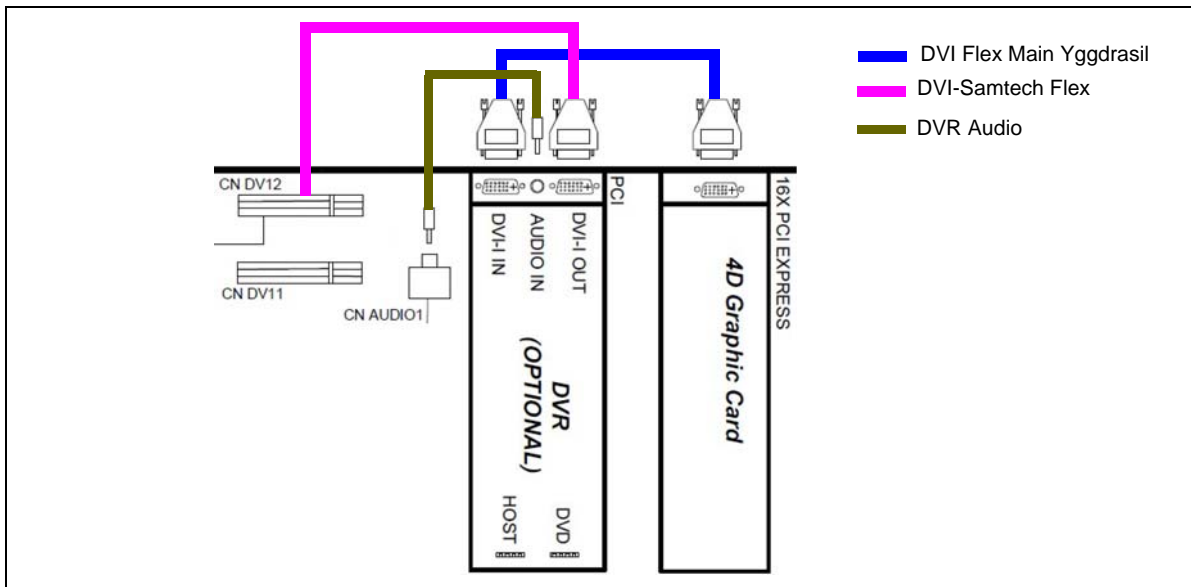 DVI Flex Main Yggdrasil
DVI-Samtech Flex
DVR Audio
CN DV12
CN DV11
CN AUDIO1
DVI-I IN
AUDIO IN
DVI-I OUT
PCI
DVR
(OPTIONAL)
HOST
DVD
4D Graphic Card
16X PCI EXPRESS